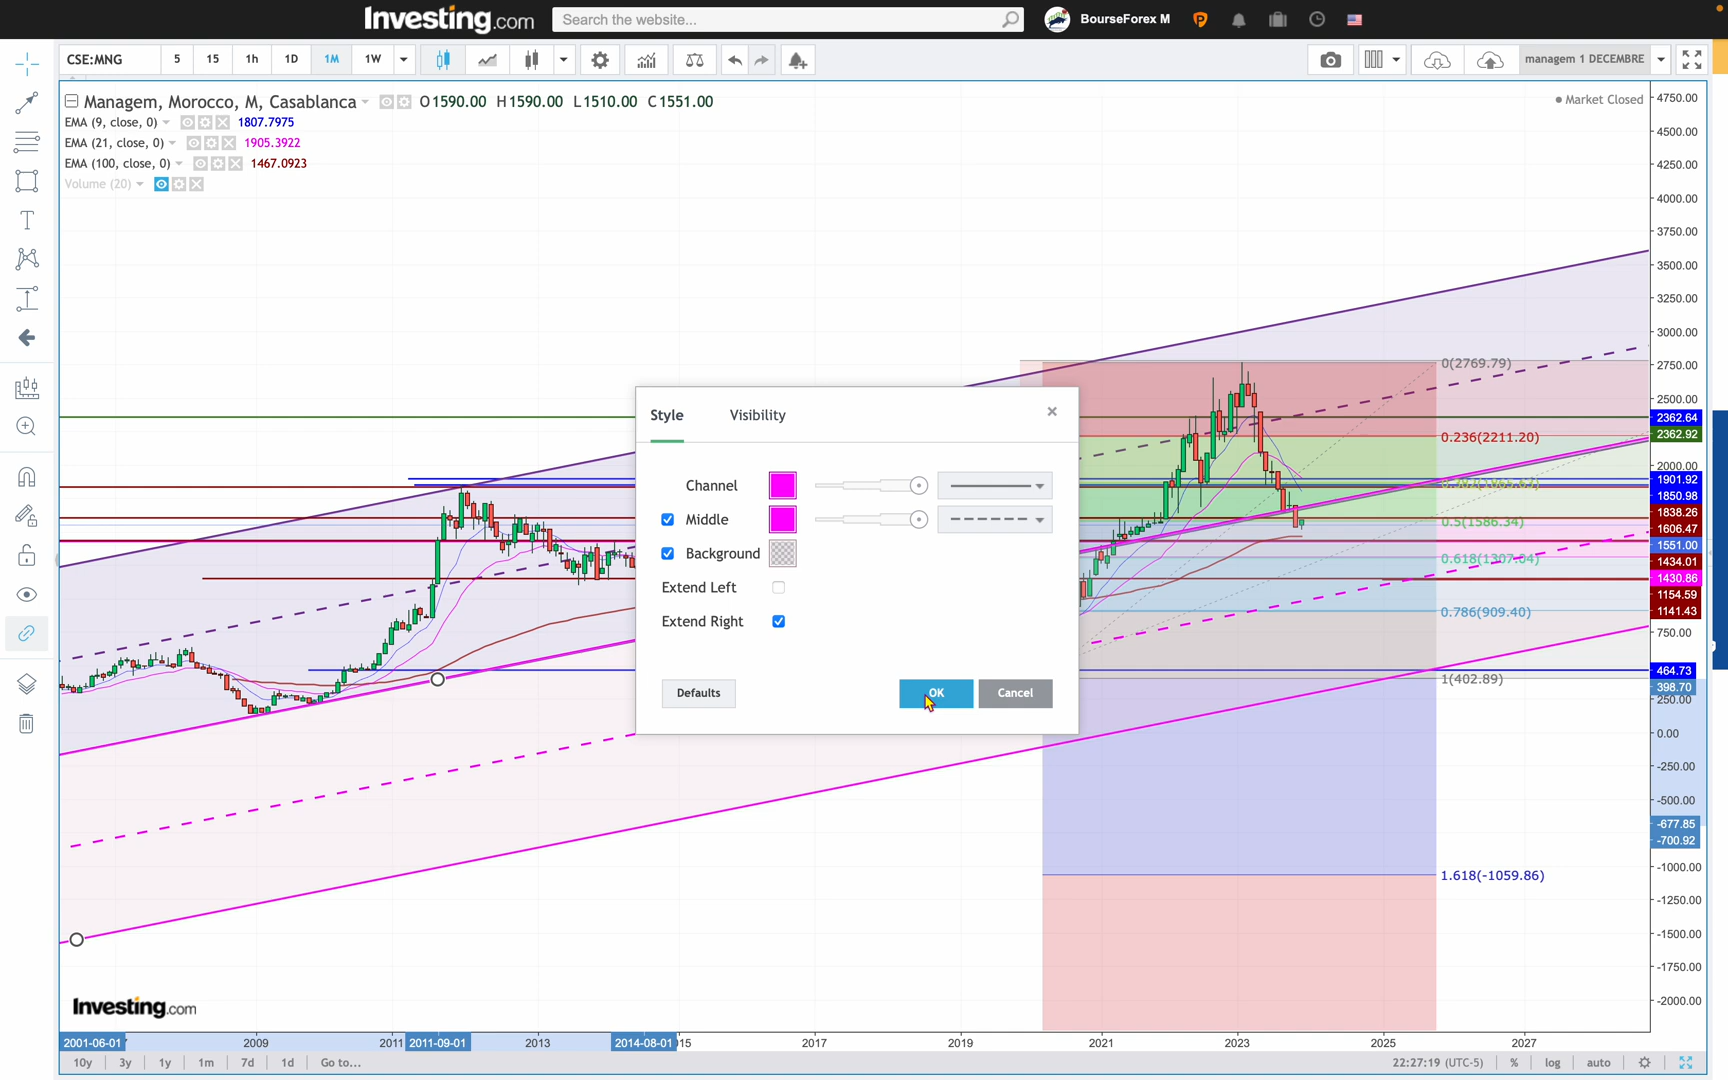 Investing.com
Search the website...
BourseForex M
CSE:MNG 5 15 1h 1D 1M 1W
managem 1 DECEMBRE
Managem, Morocco, M, Casablanca O1590.00 H1590.00 L1510.00 C1551.00
Market Closed
EMA (9, close, 0) 1807.7975
EMA (21, close, 0) 1905.3922
EMA (100, close, 0) 1467.0923
Volume (20)
4750.00
4500.00
4250.00
4000.00
3750.00
3500.00
3250.00
3000.00
2750.00
2500.00
2362.64
2362.92
2000.00
1901.92
1850.98
1838.26
1606.47
1551.00
1434.01
1430.86
1154.59
1141.43
750.00
464.73
398.70
250.00
0.00
-250.00
-500.00
-677.85
-700.92
-1000.00
-1250.00
-1500.00
-1750.00
-2000.00
0(2769.79)
0.236(2211.20)
0.5(1586.34)
0.618(1307.04)
0.786(909.40)
1(402.89)
1.618(-1059.86)
Style Visibility
Channel
Middle
Background
Extend Left
Extend Right
Defaults OK Cancel
Investing.com
2001-06-01 2009 2011 2011-09-01 2013 2014-08-01 15 2017 2019 2021 2023 2025 2027
10y 3y 1y 1m 7d 1d Go to... 22:27:19 (UTC-5) % log auto